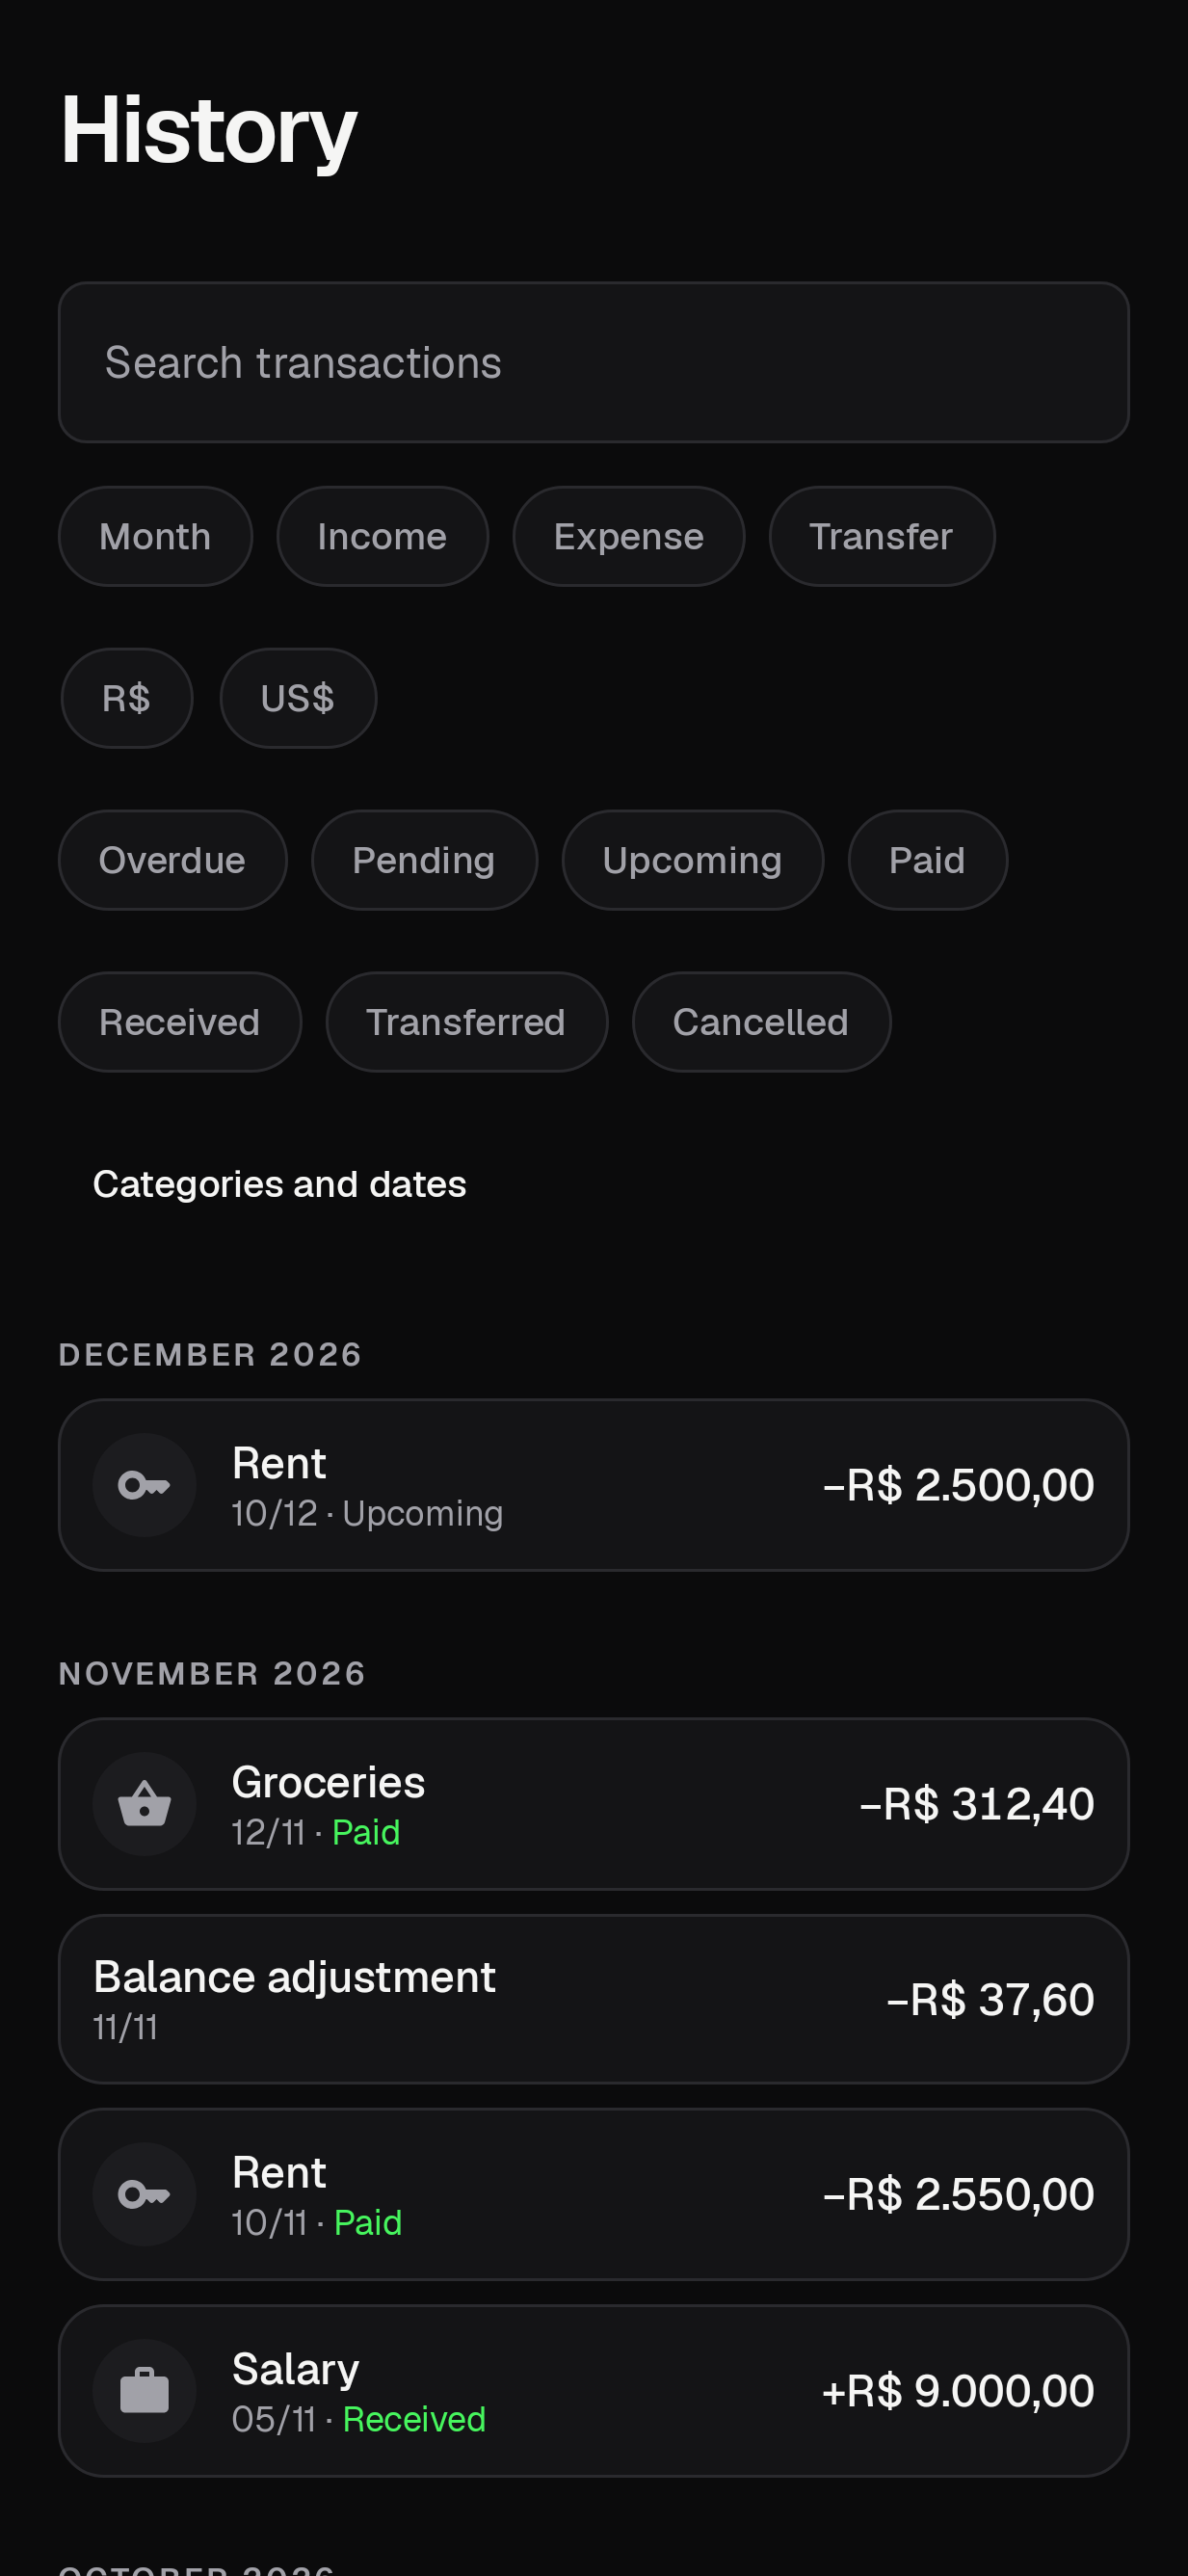 History
Search transactions
Month Income Expense Transfer
R$ US$
Overdue Pending Upcoming Paid
Received Transferred Cancelled
Categories and dates
DECEMBER 2026
Rent
10/12 · Upcoming
−R$ 2.500,00
NOVEMBER 2026
Groceries
12/11 · Paid
−R$ 312,40
Balance adjustment
11/11
−R$ 37,60
Rent
10/11 · Paid
−R$ 2.550,00
Salary
05/11 · Received
+R$ 9.000,00
OCTOBER 2026